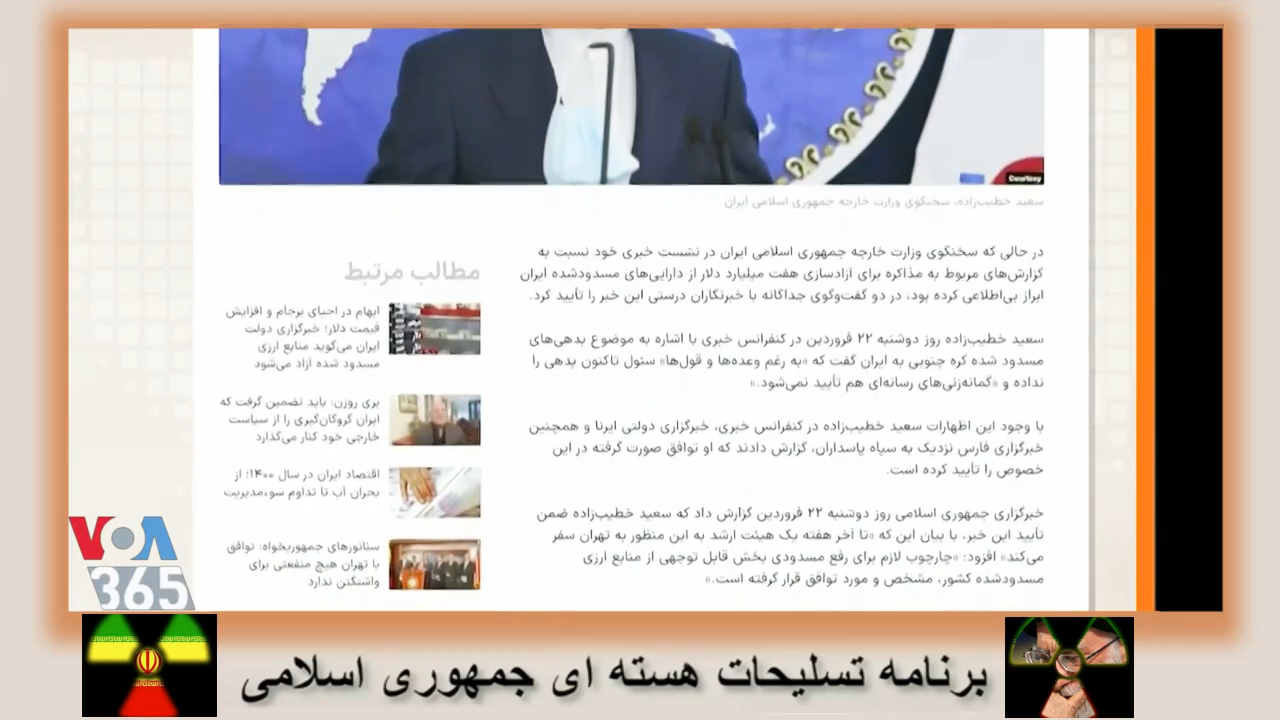 Courtesy
سعید خطیب‌زاده، سخنگوی وزارت خارجه جمهوری اسلامی ایران
در حالی که سخنگوی وزارت خارجه جمهوری اسلامی ایران در نشست خبری خود نسبت به
گزارش‌های مربوط به مذاکره برای آزادسازی هفت میلیارد دلار از دارایی‌های مسدودشده ایران
ابراز بی‌اطلاعی کرده بود، در دو گفت‌وگوی جداگانه با خبرنگاران درستی این خبر را تأیید کرد.
سعید خطیب‌زاده روز دوشنبه ۲۲ فروردین در کنفرانس خبری با اشاره به موضوع بدهی‌های
مسدود شده کره جنوبی به ایران گفت که «به رغم وعده‌ها و قول‌ها» سئول تاکنون بدهی را
نداده و «گمانه‌زنی‌های رسانه‌ای هم تأیید نمی‌شود.»
با وجود این اظهارات سعید خطیب‌زاده در کنفرانس خبری، خبرگزاری دولتی ایرنا و همچنین
خبرگزاری فارس نزدیک به سپاه پاسداران، گزارش دادند که او توافق صورت گرفته در این
خصوص را تأیید کرده است.
خبرگزاری جمهوری اسلامی روز دوشنبه ۲۲ فروردین گزارش داد که سعید خطیب‌زاده ضمن
تأیید این خبر، با بیان این که «تا آخر هفته یک هیئت ارشد به این منظور به تهران سفر
می‌کند» افزود: «چارچوب لازم برای رفع مسدودی بخش قابل توجهی از منابع ارزی
مسدودشده کشور، مشخص و مورد توافق قرار گرفته است.»
مطالب مرتبط
ابهام در احیای برجام و افزایش
قیمت دلار؛ خبرگزاری دولت
ایران می‌گوید منابع ارزی
مسدود شده آزاد می‌شود
بری روزن: باید تضمین گرفت که
ایران گروگان‌گیری را از سیاست
خارجی خود کنار می‌گذارد
اقتصاد ایران در سال ۱۴۰۰؛ از
بحران آب تا تداوم سوءمدیریت
سناتورهای جمهوریخواه: توافق
با تهران هیچ منفعتی برای
واشنگتن ندارد
VOA
365
برنامه تسلیحات هسته ای جمهوری اسلامی